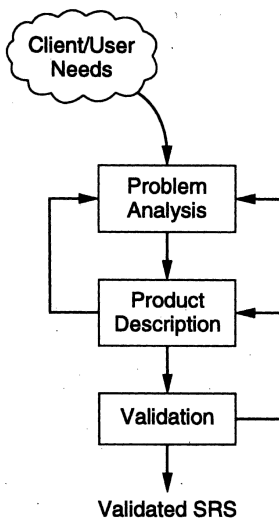 Client/User
Needs
Problem
Analysis
Product
Description
Validation
Validated SRS